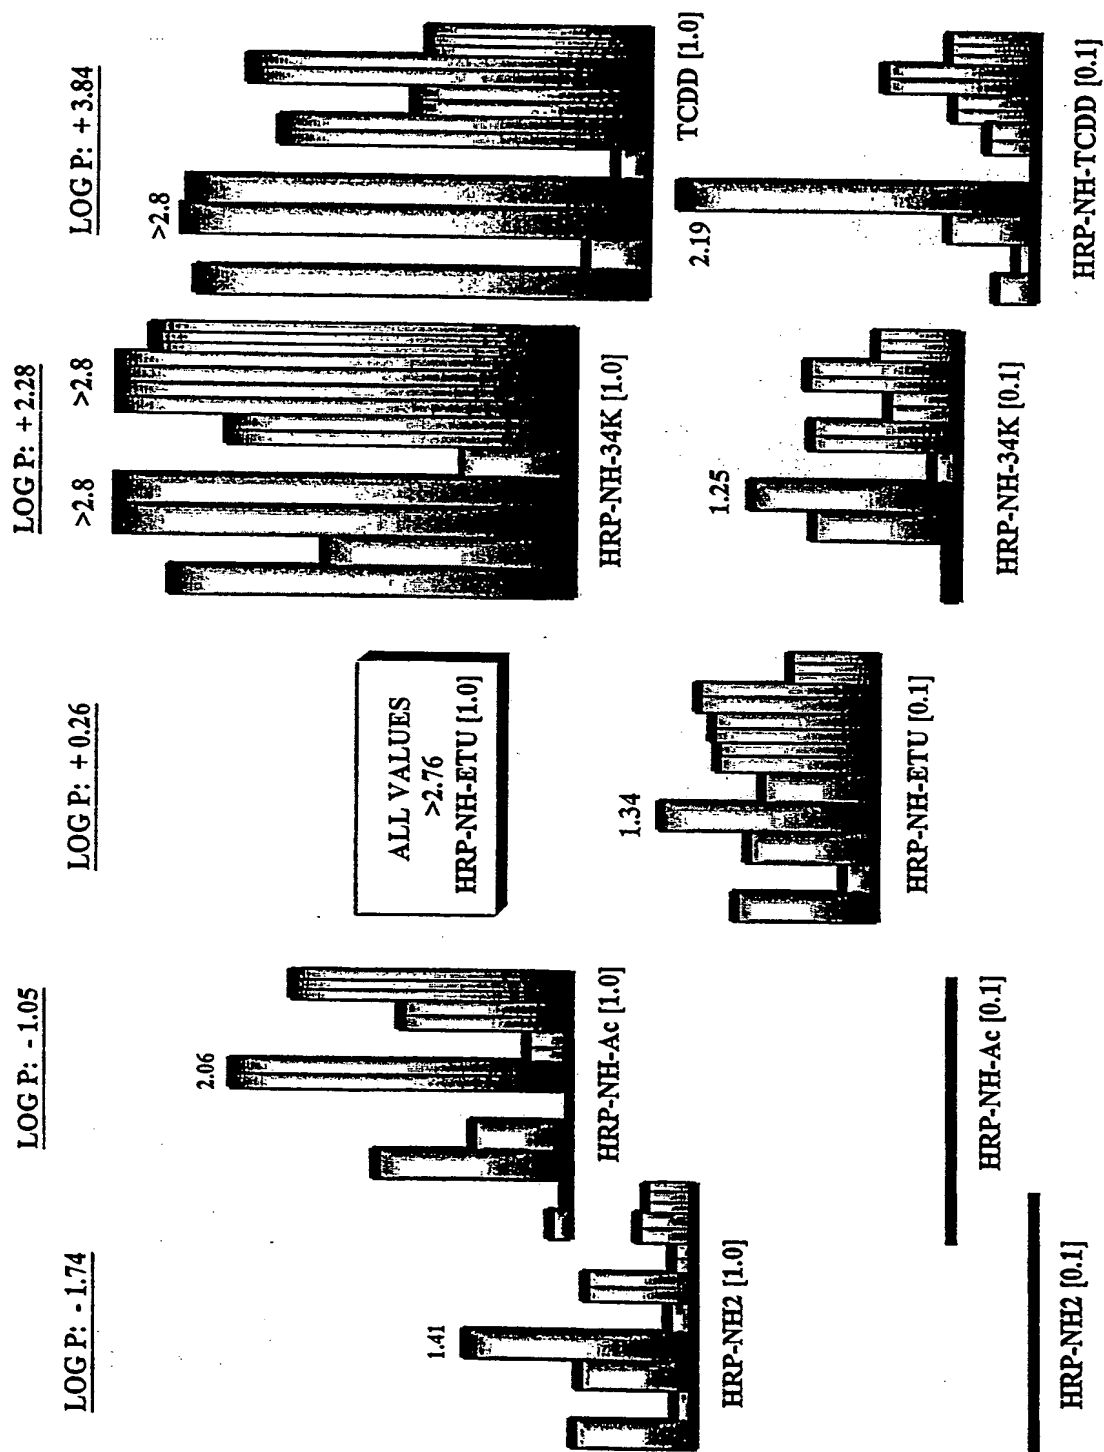 LOG P: - 1.74
1.41
HRP-NH2 [1.0]
HRP-NH2 [0.1]
LOG P: - 1.05
2.06
HRP-NH-Ac [1.0]
HRP-NH-Ac [0.1]
LOG P: + 0.26
ALL VALUES
>2.76
HRP-NH-ETU [1.0]
1.34
HRP-NH-ETU [0.1]
LOG P: + 2.28
>2.8
>2.8
HRP-NH-34K [1.0]
1.25
HRP-NH-34K [0.1]
LOG P: + 3.84
>2.8
TCDD [1.0]
2.19
HRP-NH-TCDD [0.1]